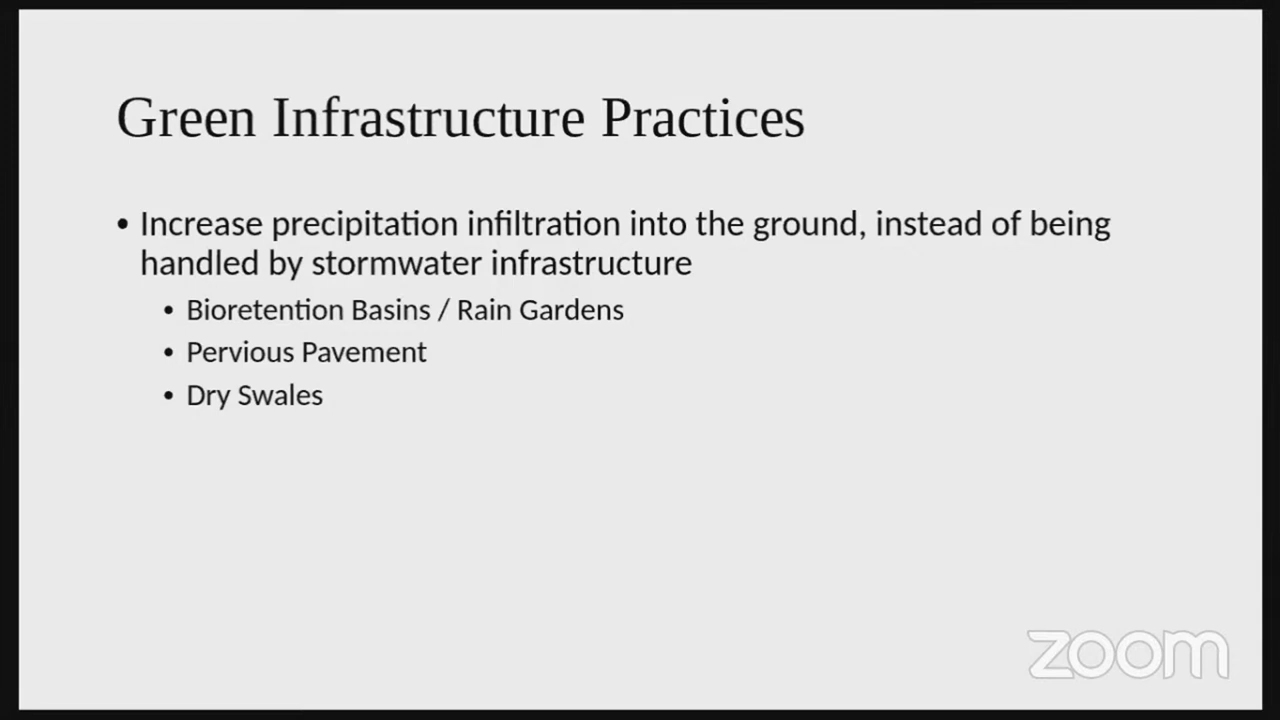 Green Infrastructure Practices
• Increase precipitation infiltration into the ground, instead of being
handled by stormwater infrastructure
• Bioretention Basins / Rain Gardens
• Pervious Pavement
• Dry Swales
zoom